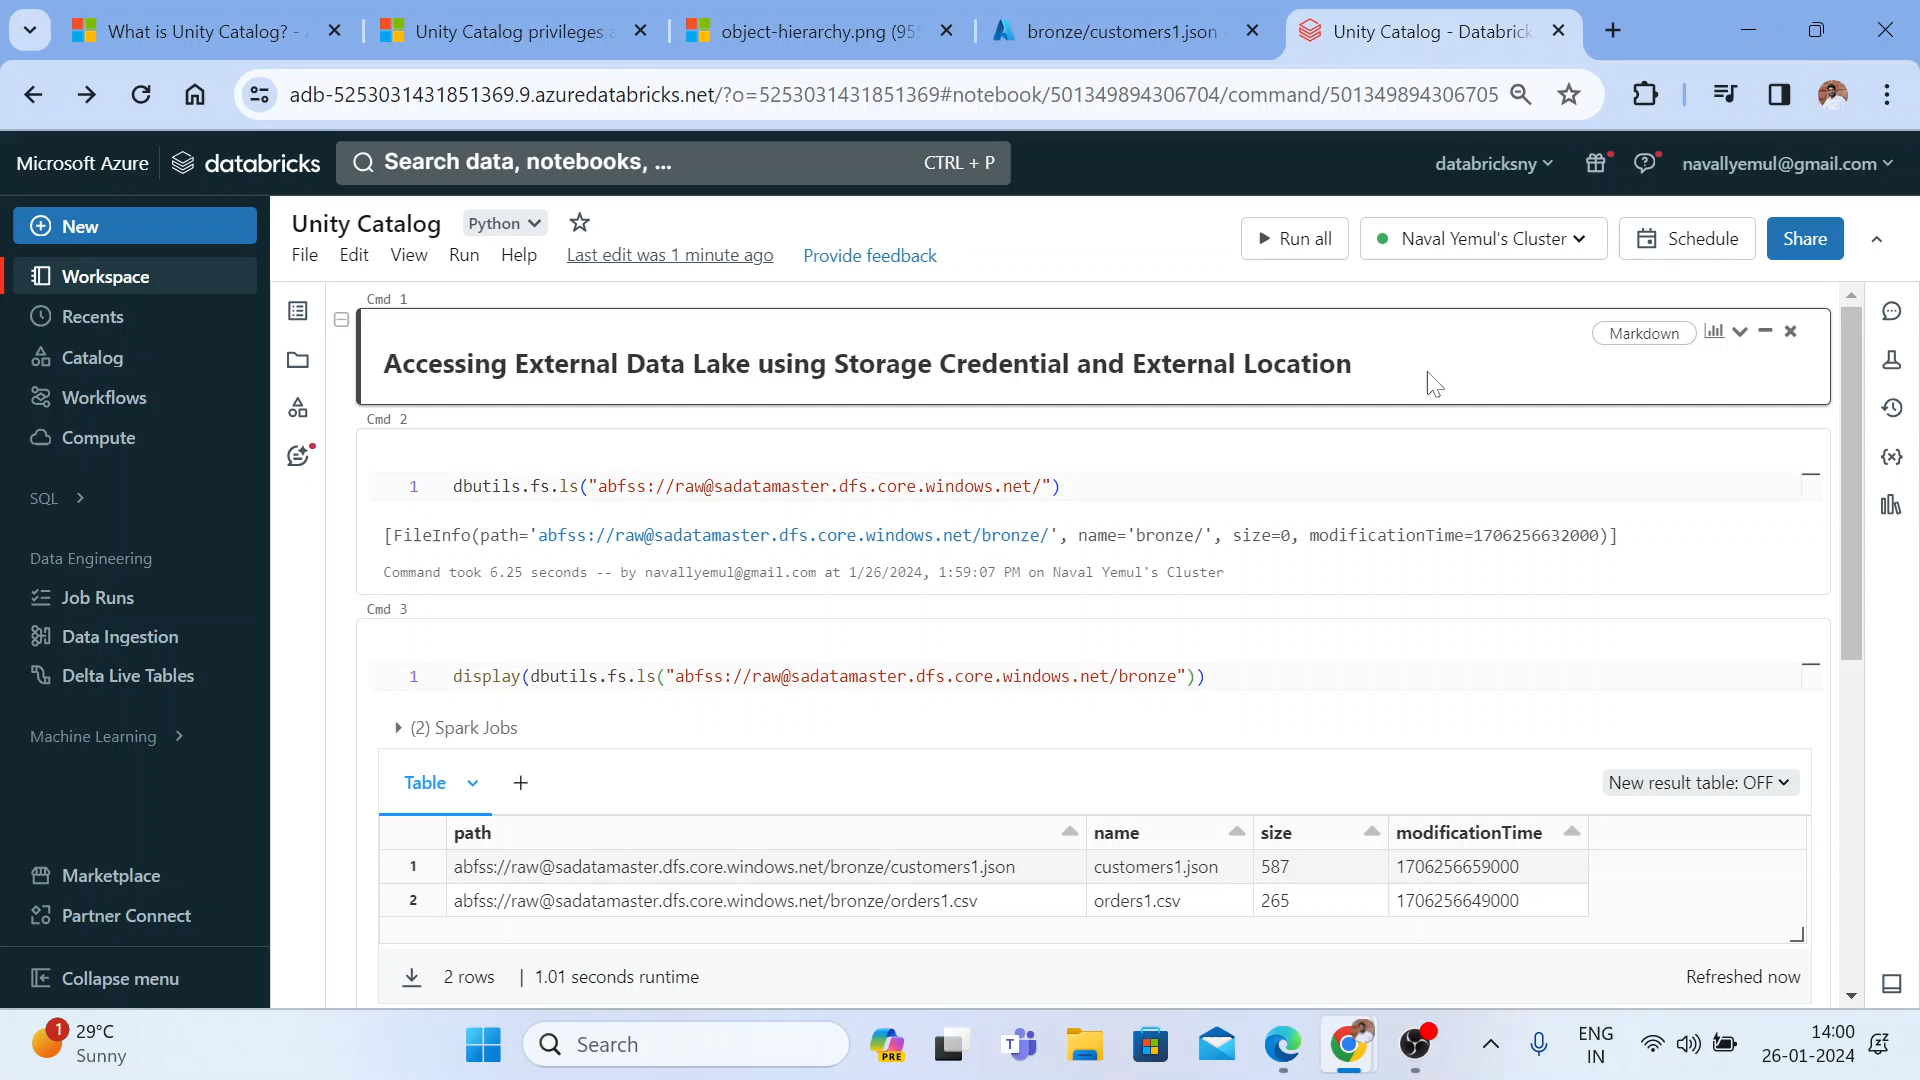 What is Unity Catalog? -
Unity Catalog privileges a
object-hierarchy.png (955
bronze/customers1.json
Unity Catalog - Databrick
adb-5253031431851369.9.azuredatabricks.net/?o=5253031431851369#notebook/501349894306704/command/501349894306705
Microsoft Azure
databricks
Search data, notebooks, ...
CTRL + P
databricksny
navallyemul@gmail.com
New
Workspace
Recents
Catalog
Workflows
Compute
SQL
Data Engineering
Job Runs
Data Ingestion
Delta Live Tables
Machine Learning
Marketplace
Partner Connect
Collapse menu
Unity Catalog
Python
File Edit View Run Help Last edit was 1 minute ago Provide feedback
Run all
Naval Yemul's Cluster
Schedule
Share
Cmd 1
Markdown
Accessing External Data Lake using Storage Credential and External Location
Cmd 2
1 dbutils.fs.ls("abfss://raw@sadatamaster.dfs.core.windows.net/")
[FileInfo(path='abfss://raw@sadatamaster.dfs.core.windows.net/bronze/', name='bronze/', size=0, modificationTime=1706256632000)]
Command took 6.25 seconds -- by navallyemul@gmail.com at 1/26/2024, 1:59:07 PM on Naval Yemul's Cluster
Cmd 3
1 display(dbutils.fs.ls("abfss://raw@sadatamaster.dfs.core.windows.net/bronze"))
(2) Spark Jobs
Table
New result table: OFF
path name size modificationTime
1 abfss://raw@sadatamaster.dfs.core.windows.net/bronze/customers1.json customers1.json 587 1706256659000
2 abfss://raw@sadatamaster.dfs.core.windows.net/bronze/orders1.csv orders1.csv 265 1706256649000
2 rows | 1.01 seconds runtime
Refreshed now
1
29°C
Sunny
Search
PRE
ENG
IN
14:00
26-01-2024